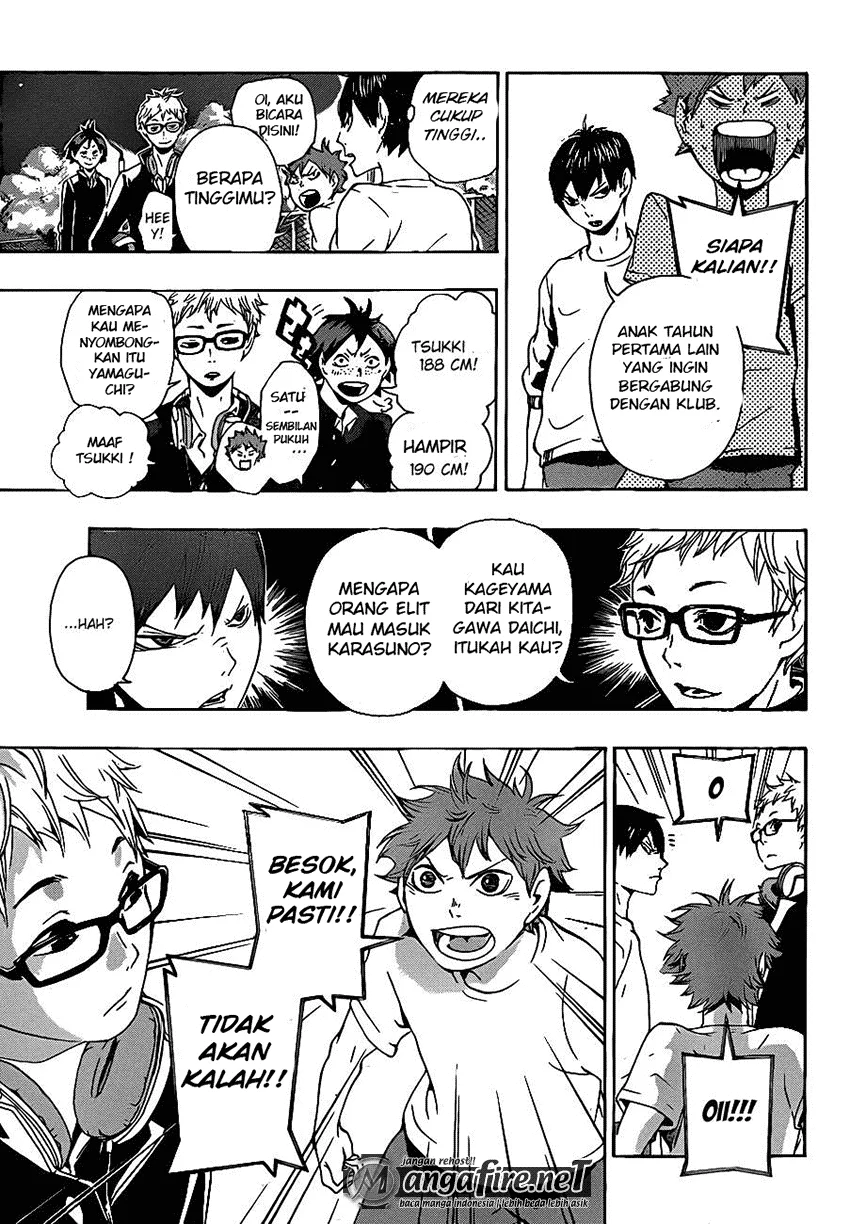 SIAPA
KALIAN!!
ANAK TAHUN
PERTAMA LAIN
YANG INGIN
BERGABUNG
DENGAN KLUB.
MEREKA
CUKUP
TINGGI..
OI, AKU
BICARA
DISINI!
BERAPA
TINGGIMU?
HEE
Y!
TSUKKI
188 CM!
HAMPIR
190 CM!
SATU
--
SEMBILAN
PULUH
...
MENGAPA
KAU ME-
NYOMBONG-
KAN ITU
YAMAGU-
CHI?
MAAF
TSUKKI !
KAU
KAGEYAMA
DARI KITA-
GAWA DAICHI,
ITUKAH KAU?
MENGAPA
ORANG ELIT
MAU MASUK
KARASUNO?
...HAH?
O
OII!!!
BESOK,
KAMI
PASTI!!
TIDAK
AKAN
KALAH!!
jangan rehost!!
Mangafire.neT
baca manga indonesia | lebih beda lebih asik